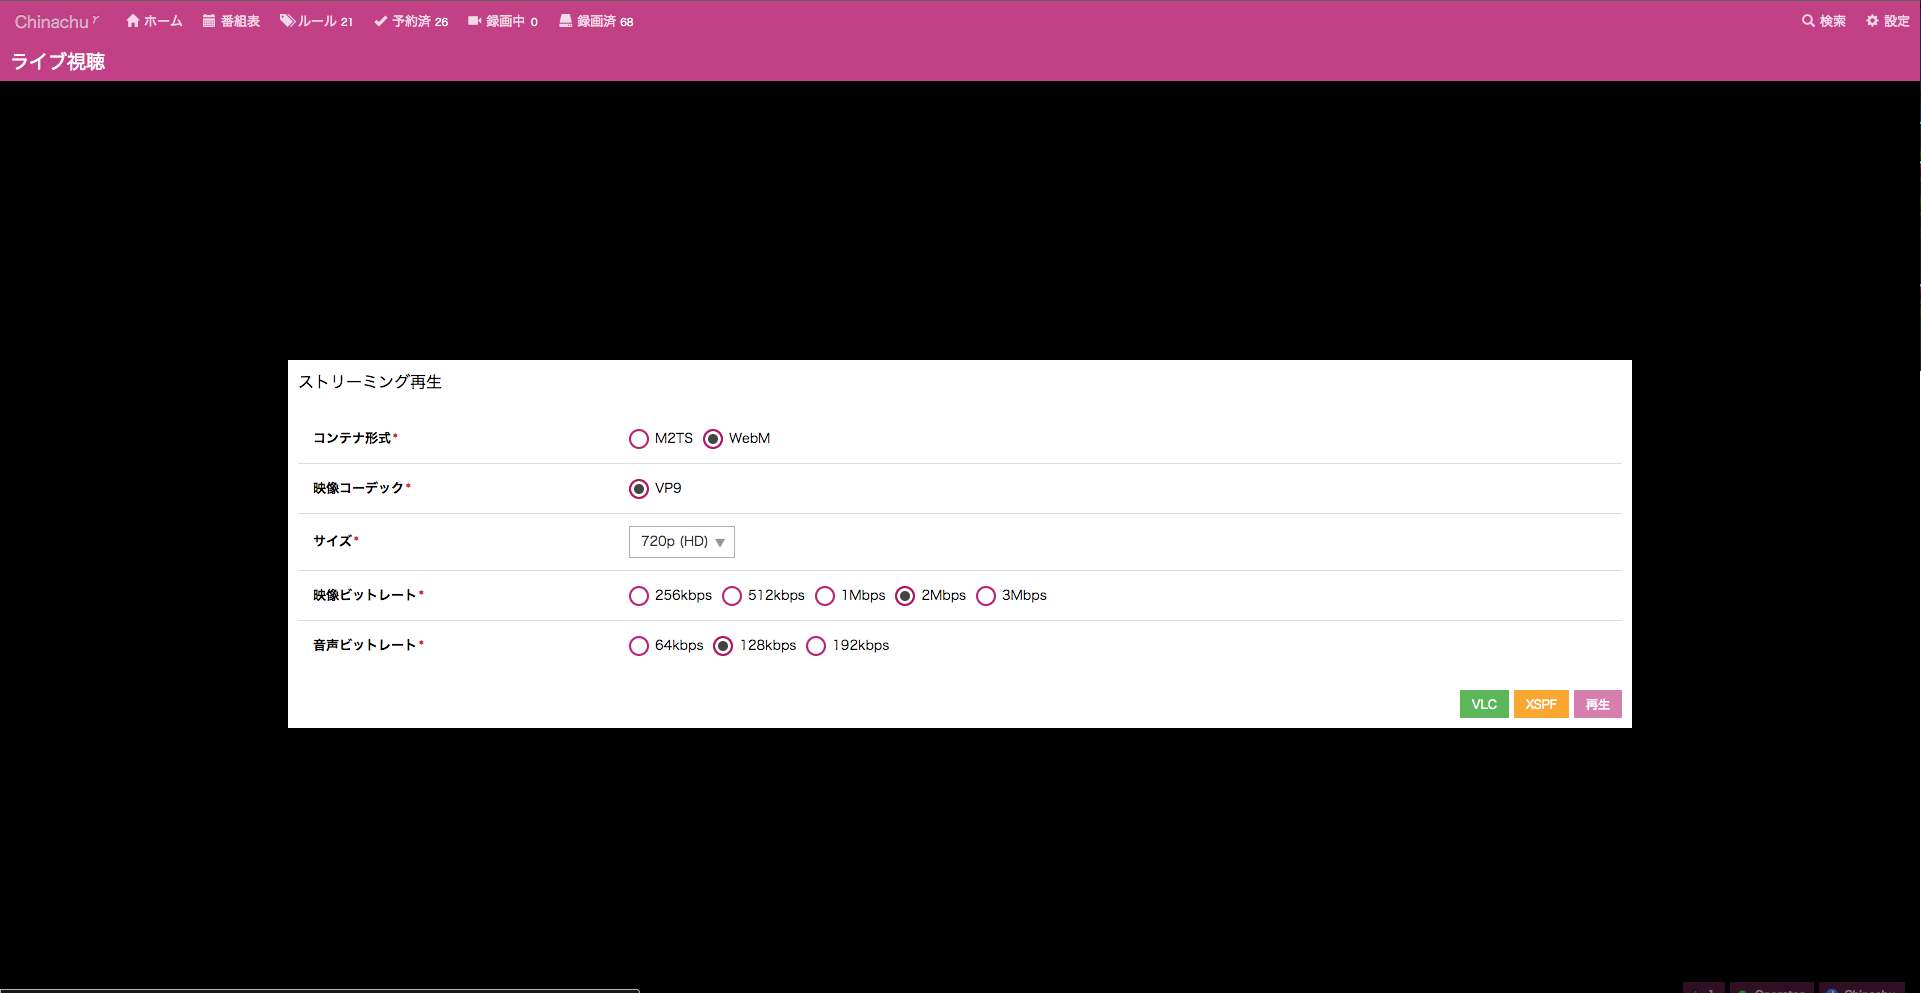 Chinachu r ホーム 番組表 ルール 21 予約済 26 録画中 0 録画済 68 検索 設定
ライブ視聴
ストリーミング再生
コンテナ形式* M2TS WebM
映像コーデック* VP9
サイズ* 720p (HD)
映像ビットレート* 256kbps 512kbps 1Mbps 2Mbps 3Mbps
音声ビットレート* 64kbps 128kbps 192kbps
VLC XSPF 再生